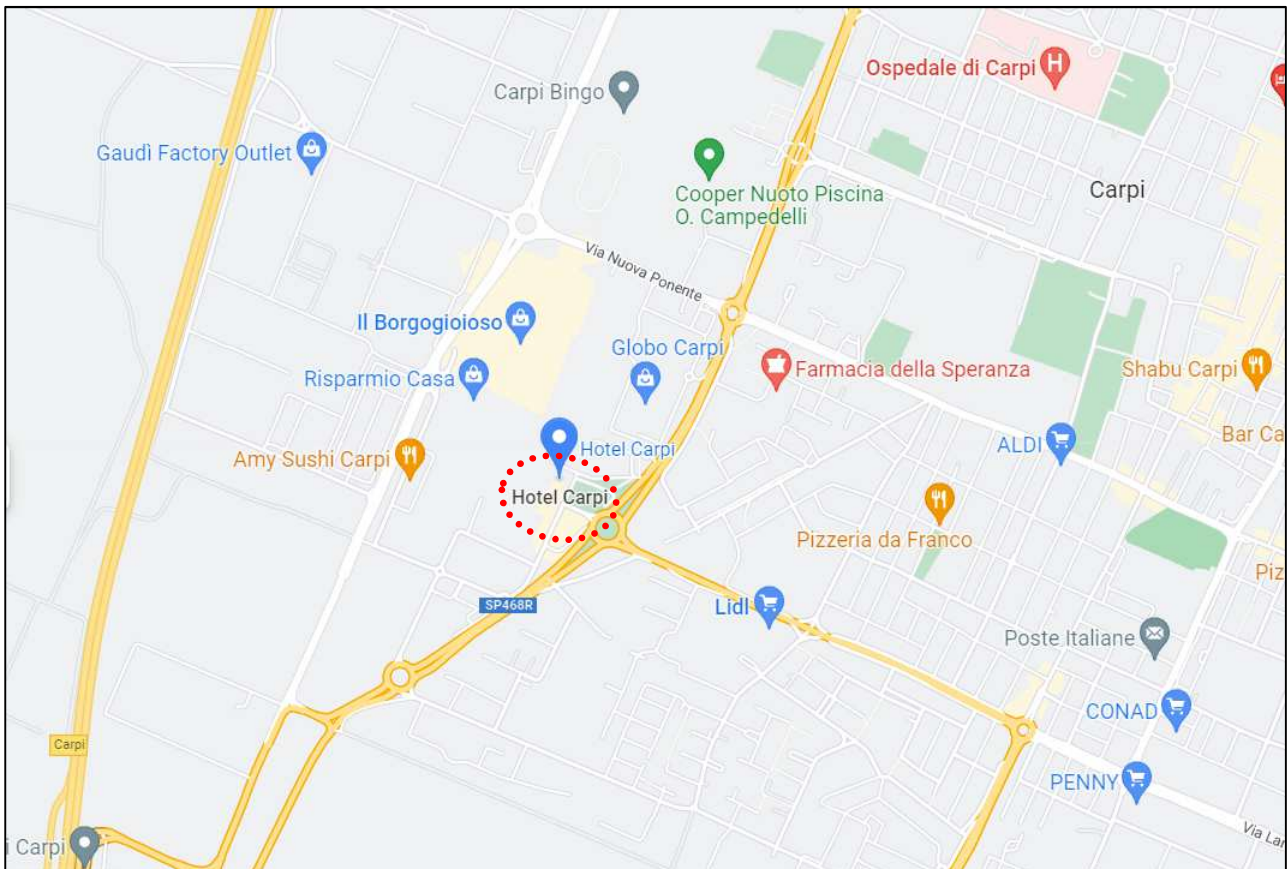 Ospedale di Carpi
H
Carpi Bingo
Gaudì Factory Outlet
Cooper Nuoto Piscina
O. Campedelli
Carpi
Via Nuova Ponente
Il Borgogioioso
Globo Carpi
Risparmio Casa
Farmacia della Speranza
Shabu Carpi
Hotel Carpi
Amy Sushi Carpi
ALDI
Bar Ca
Hotel Carpi
Pizzeria da Franco
Piz
SP468R
Lidl
Poste Italiane
CONAD
Carpi
PENNY
Via Lan
i Carpi